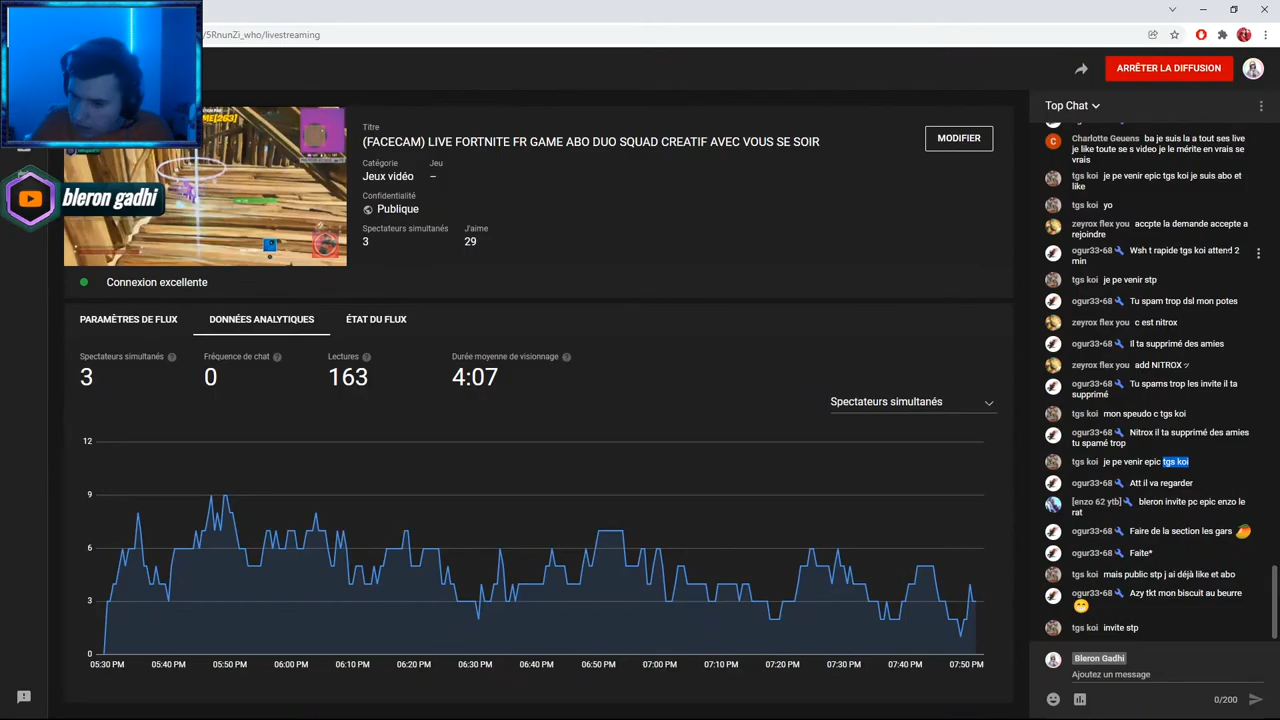 /SRnunZi_who/livestreaming
ARRÊTER LA DIFFUSION
ME[263]
bleron gadhi
Titre
(FACECAM) LIVE FORTNITE FR GAME ABO DUO SQUAD CREATIF AVEC VOUS SE SOIR
MODIFIER
Catégorie Jeu
Jeux vidéo –
Confidentialité
Publique
Spectateurs simultanés J'aime
3 29
Connexion excellente
PARAMÈTRES DE FLUX DONNÉES ANALYTIQUES ÉTAT DU FLUX
Spectateurs simultanés Fréquence de chat Lectures Durée moyenne de visionnage
3 0 163 4:07
Spectateurs simultanés
12
9
6
3
0
05:30 PM 05:40 PM 05:50 PM 06:00 PM 06:10 PM 06:20 PM 06:30 PM 06:40 PM 06:50 PM 07:00 PM 07:10 PM 07:20 PM 07:30 PM 07:40 PM 07:50 PM
Top Chat
Charlotte Geuens ba je suis la a tout ses live
je like toute se s video je le mérite en vrais se
vrais
tgs koi je pe venir epic tgs koi je suis abo et
like
tgs koi yo
zeyrox flex you accpte la demande accepte a
rejoindre
ogur33•68 Wsh t rapide tgs koi attend 2
min
tgs koi je pe venir stp
ogur33•68 Tu spam trop dsl mon potes
zeyrox flex you c est nitrox
ogur33•68 Il ta supprimé des amies
zeyrox flex you add NITROXッ
ogur33•68 Tu spams trop les invite il ta
supprimé
tgs koi mon speudo c tgs koi
ogur33•68 Nitrox il ta supprimé des amies
tu spamé trop
tgs koi je pe venir epic tgs koi
ogur33•68 Att il va regarder
[enzo 62 ytb] bleron invite pc epic enzo le
rat
ogur33•68 Faire de la section les gars 🥭
ogur33•68 Faite*
tgs koi mais public stp j ai déjà like et abo
ogur33•68 Azy tkt mon biscuit au beurre
😁
tgs koi invite stp
Bleron Gadhi
Ajoutez un message
0/200